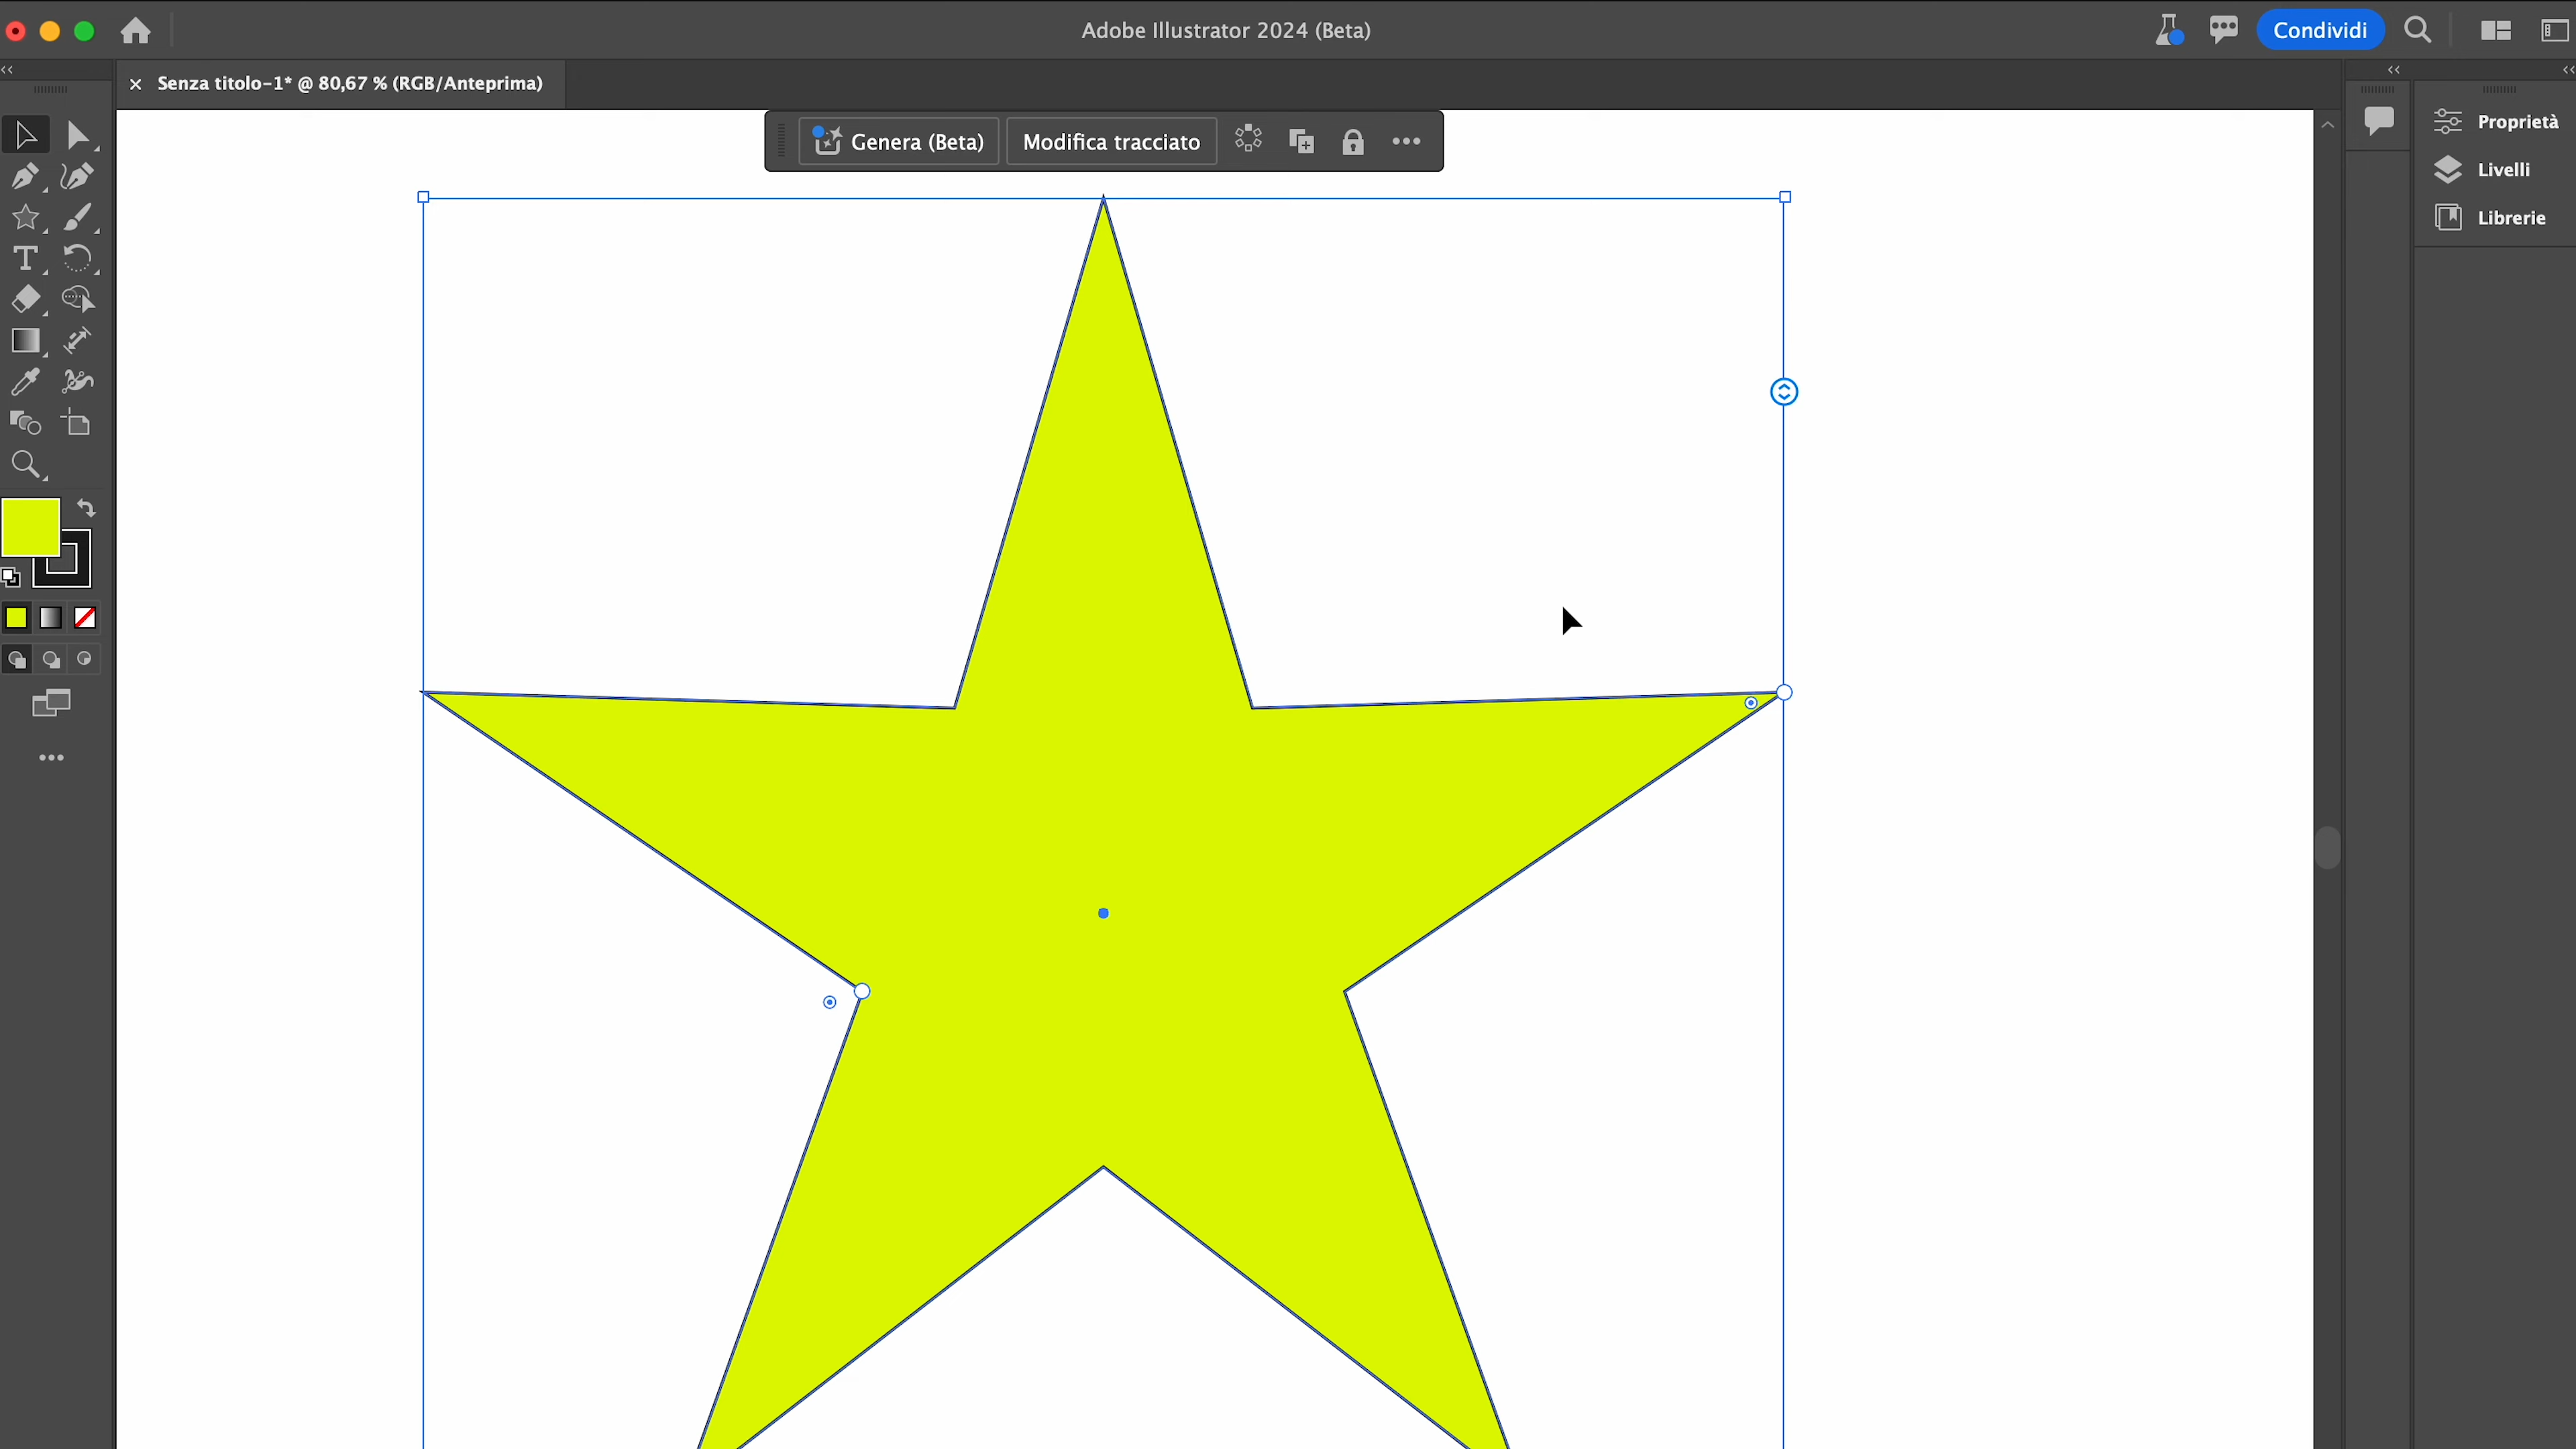 Adobe Illustrator 2024 (Beta)
Condividi
Senza titolo-1* @ 80,67 % (RGB/Anteprima)
Genera (Beta)
Modifica tracciato
Proprietà
Livelli
Librerie